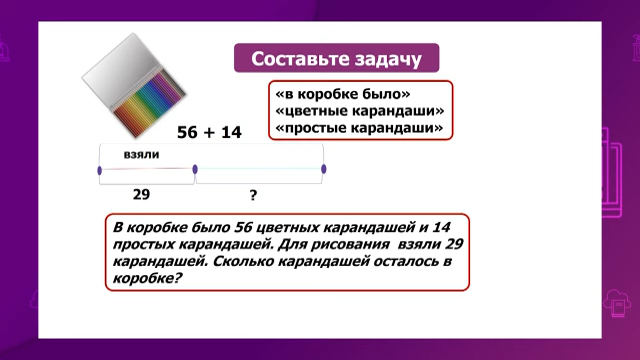 Составьте задачу
«в коробке было»
«цветные карандаши»
«простые карандаши»
56 + 14
взяли
29
?
В коробке было 56 цветных карандашей и 14
простых карандашей. Для рисования взяли 29
карандашей. Сколько карандашей осталось в
коробке?